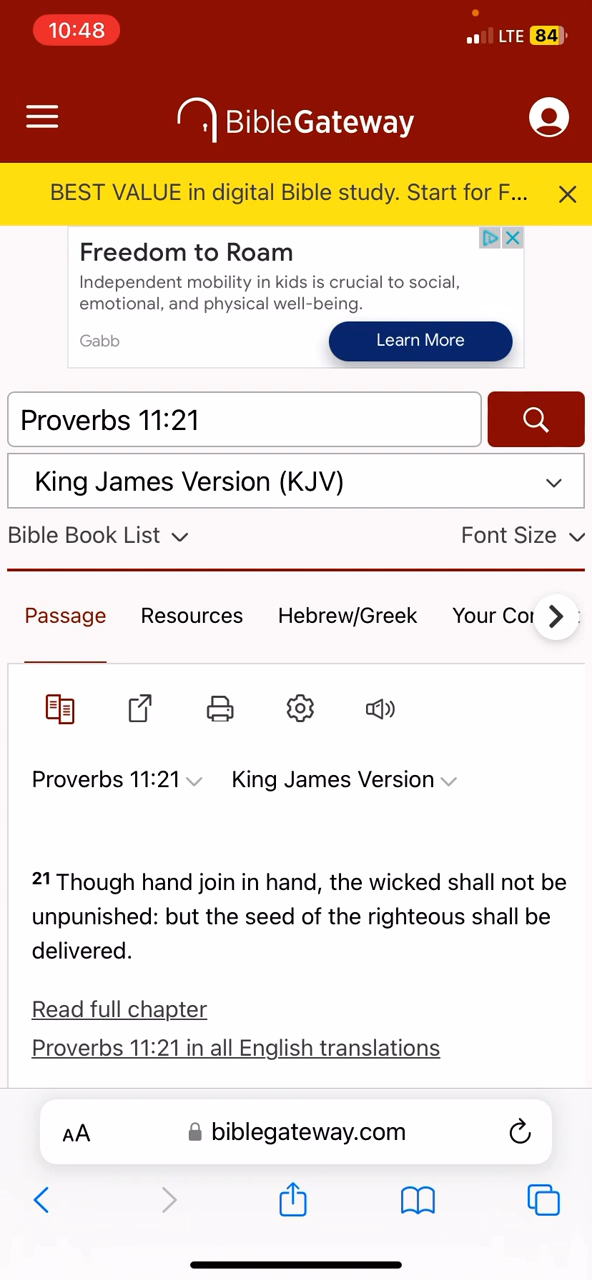 10:48
LTE 84
BibleGateway
BEST VALUE in digital Bible study. Start for F...
Freedom to Roam
Independent mobility in kids is crucial to social,
emotional, and physical well-being.
Gabb
Learn More
Proverbs 11:21
King James Version (KJV)
Bible Book List
Font Size
Passage Resources Hebrew/Greek Your Con
Proverbs 11:21 King James Version
21 Though hand join in hand, the wicked shall not be
unpunished: but the seed of the righteous shall be
delivered.
Read full chapter
Proverbs 11:21 in all English translations
AA biblegateway.com